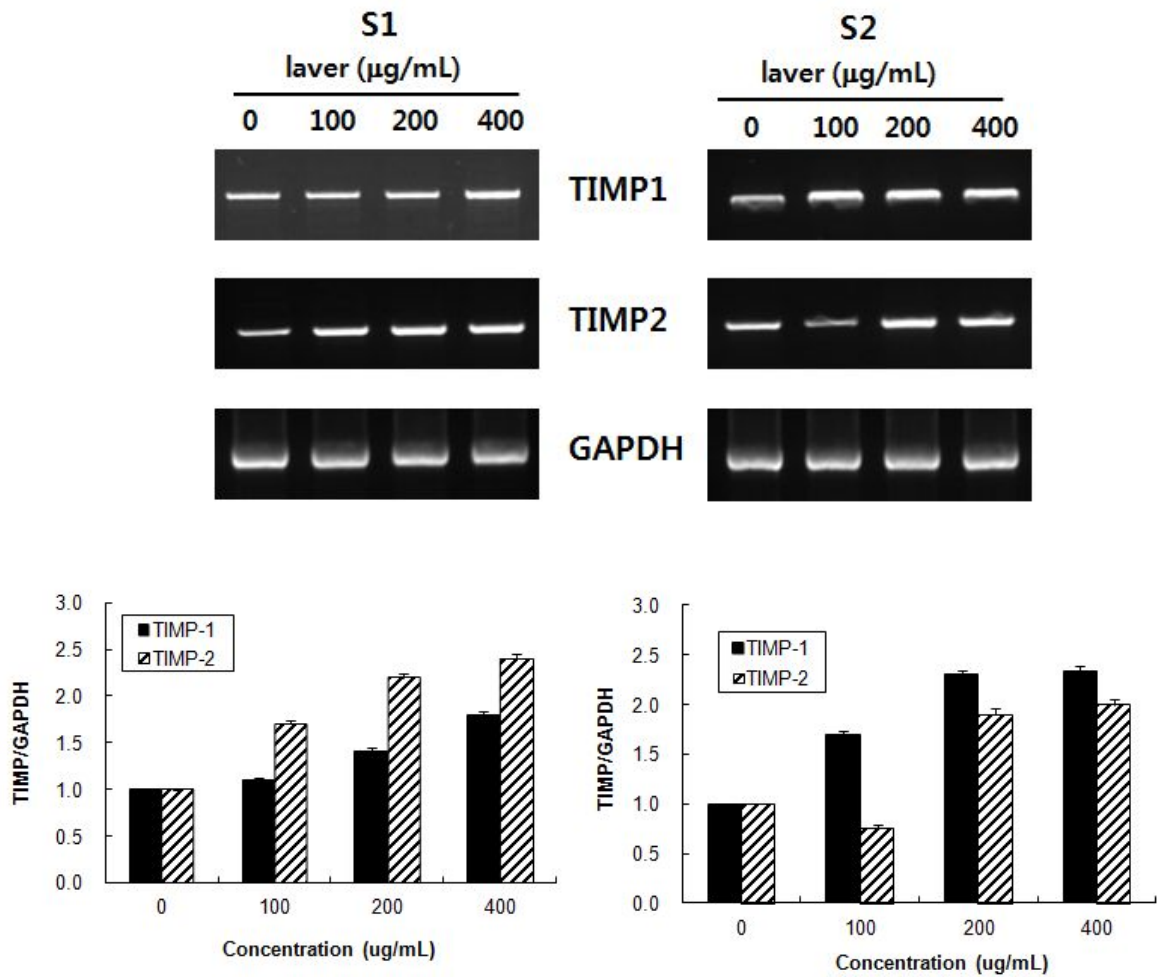 S1
laver (μg/mL)
0 100 200 400
S2
laver (μg/mL)
0 100 200 400
TIMP1
TIMP2
GAPDH
TIMP/GAPDH
3.0
2.5
2.0
1.5
1.0
0.5
0.0
TIMP-1
TIMP-2
0 100 200 400
Concentration (ug/mL)
TIMP/GAPDH
3.0
2.5
2.0
1.5
1.0
0.5
0.0
TIMP-1
TIMP-2
0 100 200 400
Concentration (ug/mL)